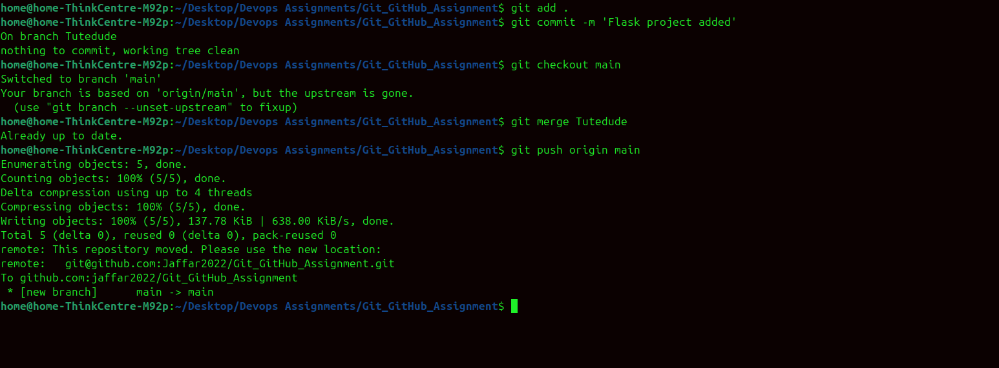 home@home-ThinkCentre-M92p:~/Desktop/Devops Assignments/Git_GitHub_Assignment$ git add .
home@home-ThinkCentre-M92p:~/Desktop/Devops Assignments/Git_GitHub_Assignment$ git commit -m 'Flask project added'
On branch Tutedude
nothing to commit, working tree clean
home@home-ThinkCentre-M92p:~/Desktop/Devops Assignments/Git_GitHub_Assignment$ git checkout main
Switched to branch 'main'
Your branch is based on 'origin/main', but the upstream is gone.
  (use "git branch --unset-upstream" to fixup)
home@home-ThinkCentre-M92p:~/Desktop/Devops Assignments/Git_GitHub_Assignment$ git merge Tutedude
Already up to date.
home@home-ThinkCentre-M92p:~/Desktop/Devops Assignments/Git_GitHub_Assignment$ git push origin main
Enumerating objects: 5, done.
Counting objects: 100% (5/5), done.
Delta compression using up to 4 threads
Compressing objects: 100% (5/5), done.
Writing objects: 100% (5/5), 137.78 KiB | 638.00 KiB/s, done.
Total 5 (delta 0), reused 0 (delta 0), pack-reused 0
remote: This repository moved. Please use the new location:
remote:   git@github.com:Jaffar2022/Git_GitHub_Assignment.git
To github.com:jaffar2022/Git_GitHub_Assignment
 * [new branch]      main -> main
home@home-ThinkCentre-M92p:~/Desktop/Devops Assignments/Git_GitHub_Assignment$